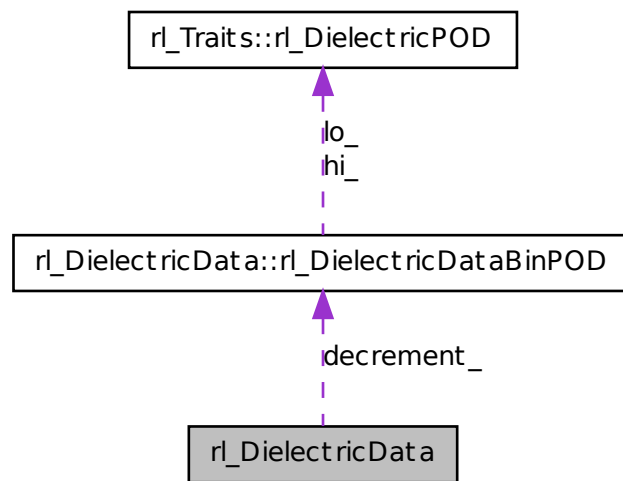 rl_Traits::rl_DielectricPOD
lo_
hi_
rl_DielectricData::rl_DielectricDataBinPOD
decrement_
rl_DielectricData